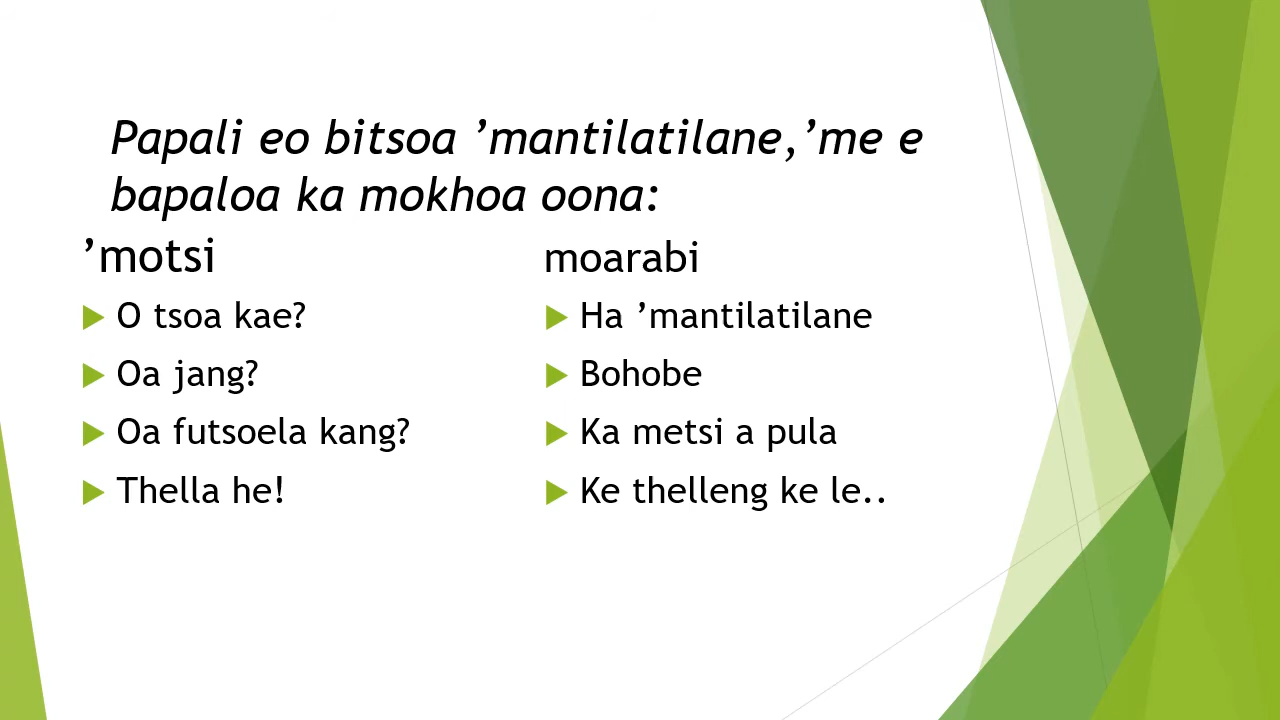 Papali eo bitsoa ’mantilatilane,’me e
bapaloa ka mokhoa oona:
’motsi
O tsoa kae?
Oa jang?
Oa futsoela kang?
Thella he!
moarabi
Ha ’mantilatilane
Bohobe
Ka metsi a pula
Ke thelleng ke le..